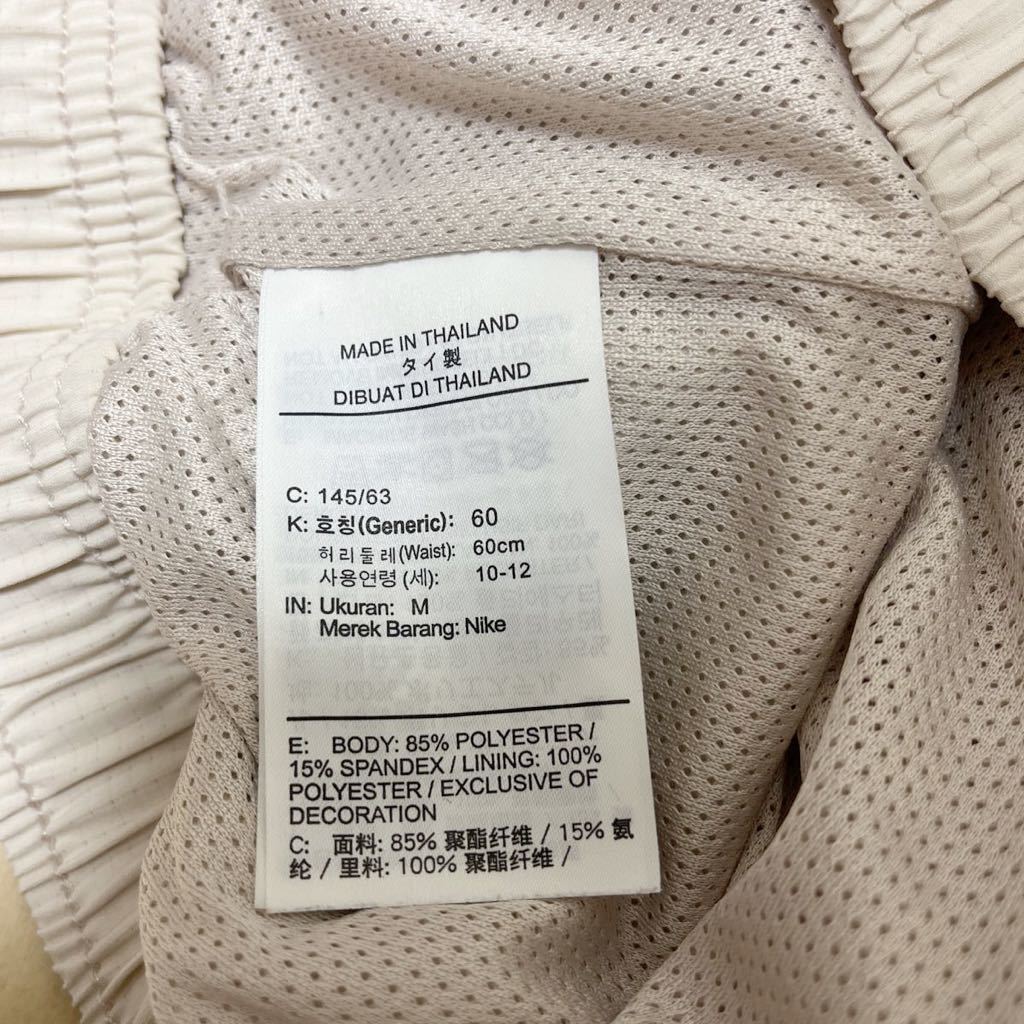 MADE IN THAILAND
タイ製
DIBUAT DI THAILAND
C: 145/63
K: 호칭(Generic): 60
허리둘레(Waist): 60cm
사용연령(세): 10-12
IN: Ukuran: M
Merek Barang: Nike
E: BODY: 85% POLYESTER /
15% SPANDEX / LINING: 100%
POLYESTER / EXCLUSIVE OF
DECORATION
C: 面料: 85% 聚酯纤维 / 15% 氨
纶 / 里料: 100% 聚酯纤维 /